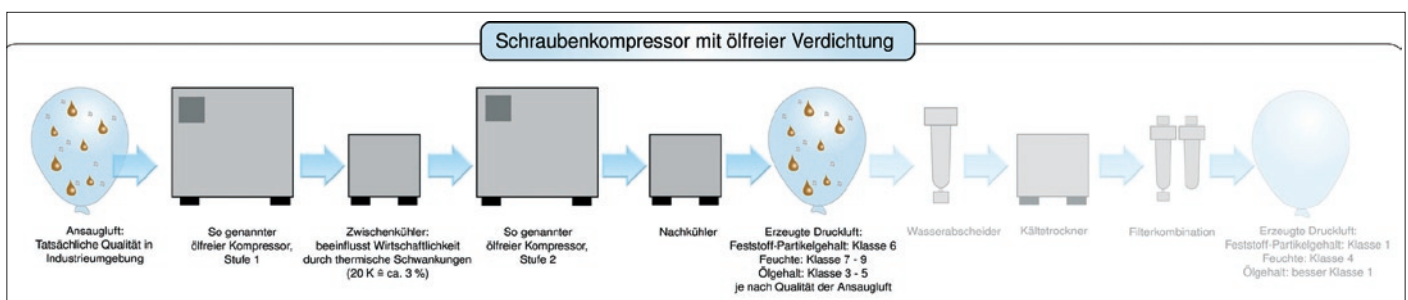 Schraubenkompressor mit ölfreier Verdichtung
Ansaugluft:
Tatsächliche Qualität in
Industrieumgebung
So genannter
ölfreier Kompressor,
Stufe 1
Zwischenkühler:
beeinflusst Wirtschaftlichkeit
durch thermische Schwankungen
(20 K ≙ ca. 3 %)
So genannter
ölfreier Kompressor,
Stufe 2
Nachkühler
Erzeugte Druckluft:
Feststoff-Partikelgehalt: Klasse 6
Feuchte: Klasse 7 - 9
Ölgehalt: Klasse 3 - 5
je nach Qualität der Ansaugluft
Wasserabscheider
Kältetrockner
Filterkombination
Erzeugte Druckluft:
Feststoff-Partikelgehalt: Klasse 1
Feuchte: Klasse 4
Ölgehalt: besser Klasse 1